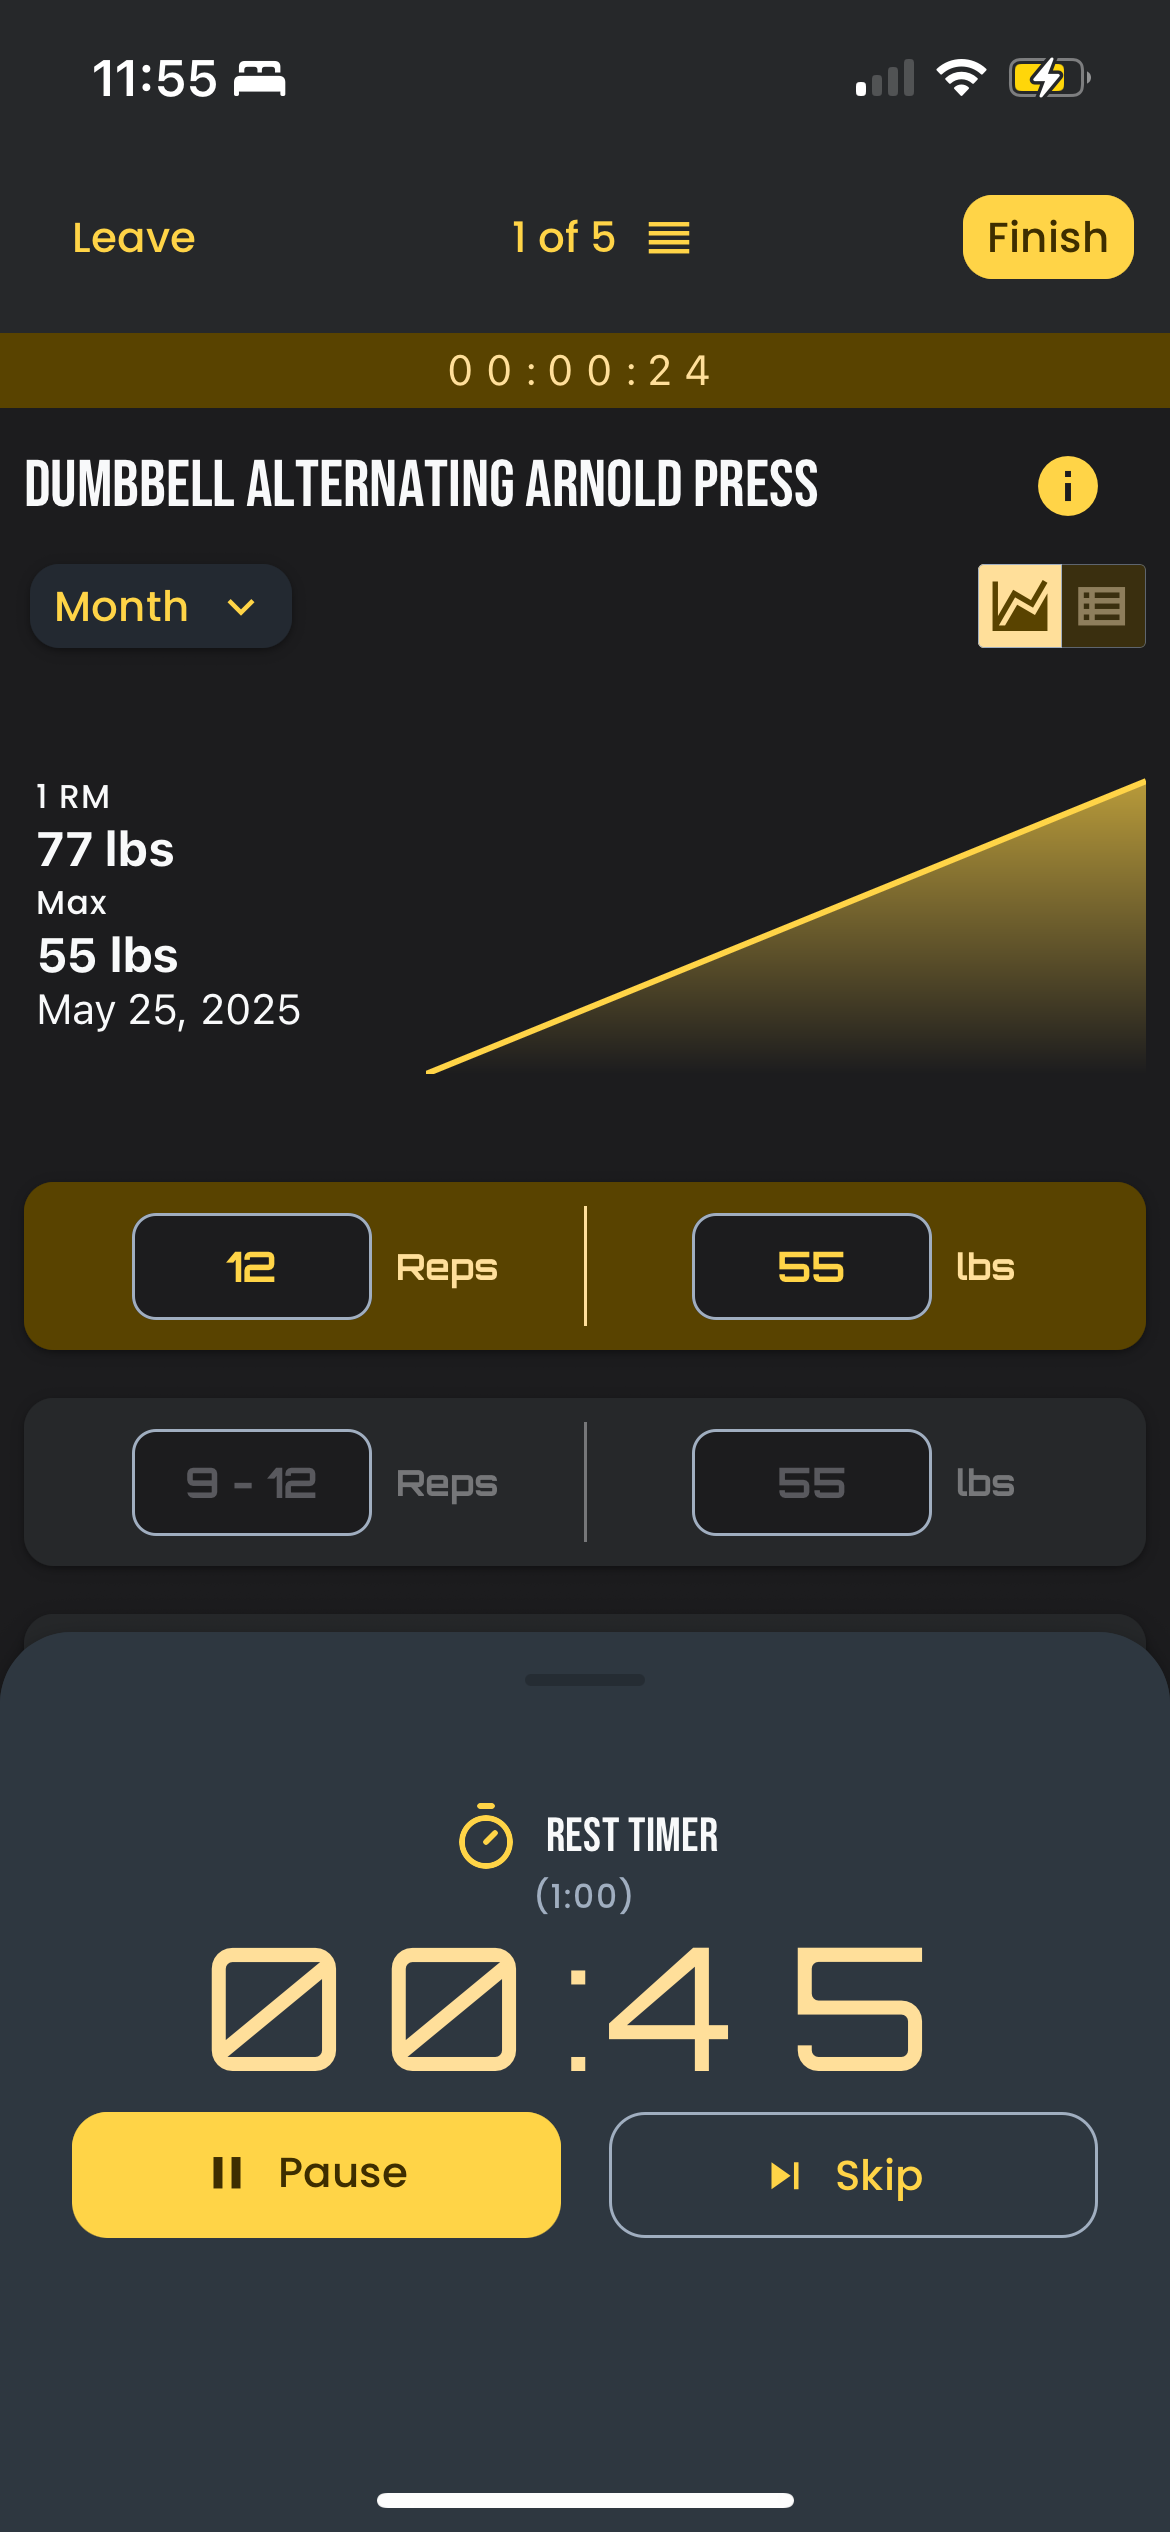 11:55
Leave 1 of 5 Finish
00:00:24
DUMBBELL ALTERNATING ARNOLD PRESS
Month
1 RM
77 lbs
Max
55 lbs
May 25, 2025
12 Reps 55 lbs
9 - 12 Reps 55 lbs
REST TIMER
(1:00)
00:45
Pause Skip